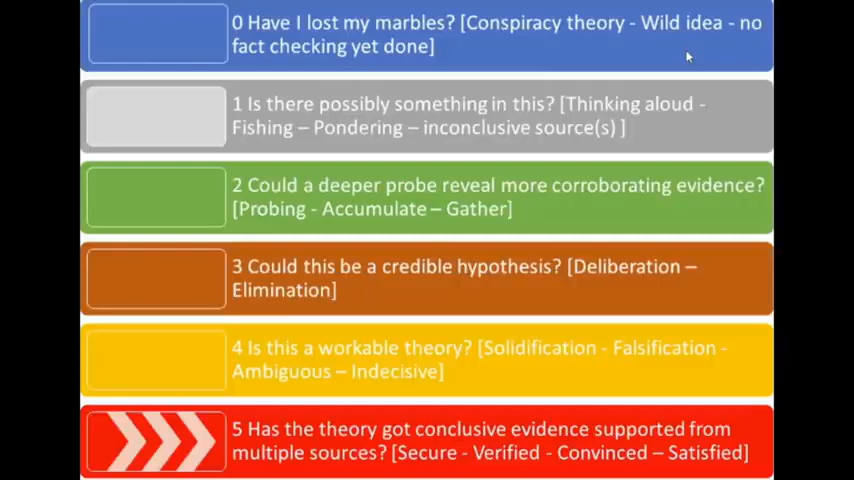 0 Have I lost my marbles? [Conspiracy theory - Wild idea - no
fact checking yet done]
1 Is there possibly something in this? [Thinking aloud -
Fishing – Pondering – inconclusive source(s) ]
2 Could a deeper probe reveal more corroborating evidence?
[Probing - Accumulate – Gather]
3 Could this be a credible hypothesis? [Deliberation –
Elimination]
4 Is this a workable theory? [Solidification - Falsification -
Ambiguous – Indecisive]
5 Has the theory got conclusive evidence supported from
multiple sources? [Secure - Verified - Convinced – Satisfied]